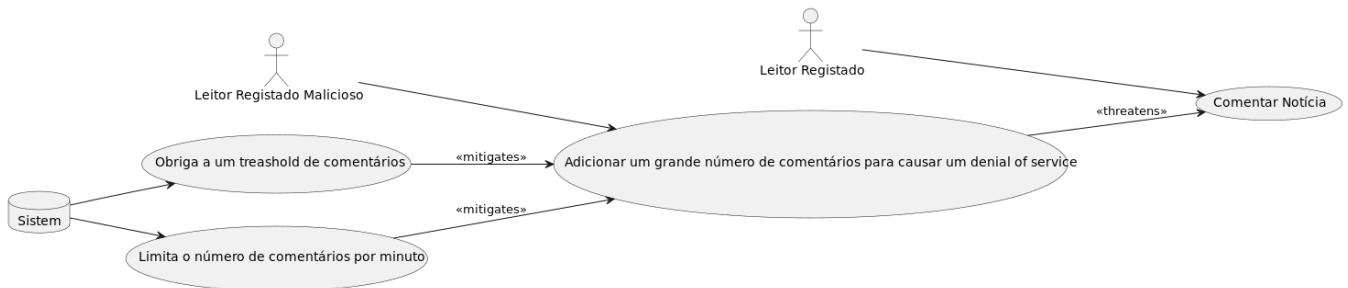 Leitor Registado
Leitor Registado Malicioso
Comentar Notícia
«threatens»
Obriga a um treashold de comentários
«mitigates»
Adicionar um grande número de comentários para causar um denial of service
Sistem
«mitigates»
Limita o número de comentários por minuto